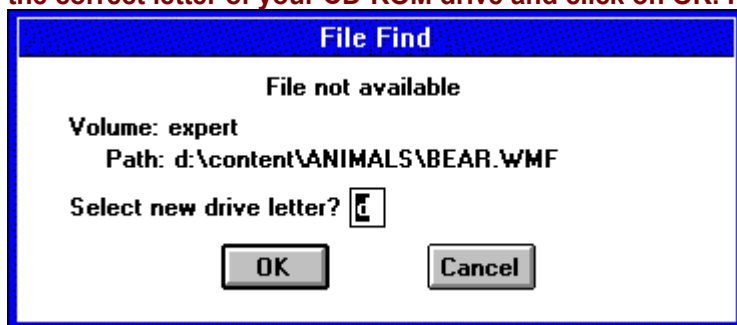 the correct letter of your CD-ROM drive and click on OK.
File Find
File not available
Volume: expert
Path: d:\content\ANIMALS\BEAR.WMF
Select new drive letter? d
OK Cancel